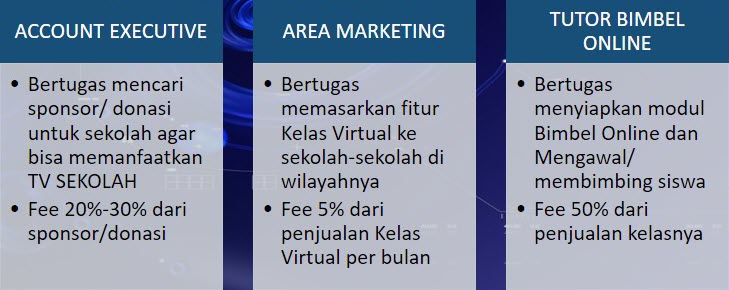 ACCOUNT EXECUTIVE
• Bertugas mencari
sponsor/ donasi
untuk sekolah agar
bisa memanfaatkan
TV SEKOLAH
• Fee 20%-30% dari
sponsor/donasi
AREA MARKETING
• Bertugas
memasarkan fitur
Kelas Virtual ke
sekolah-sekolah di
wilayahnya
• Fee 5% dari
penjualan Kelas
Virtual per bulan
TUTOR BIMBEL
ONLINE
• Bertugas
menyiapkan modul
Bimbel Online dan
Mengawal/
membimbing siswa
• Fee 50% dari
penjualan kelasnya